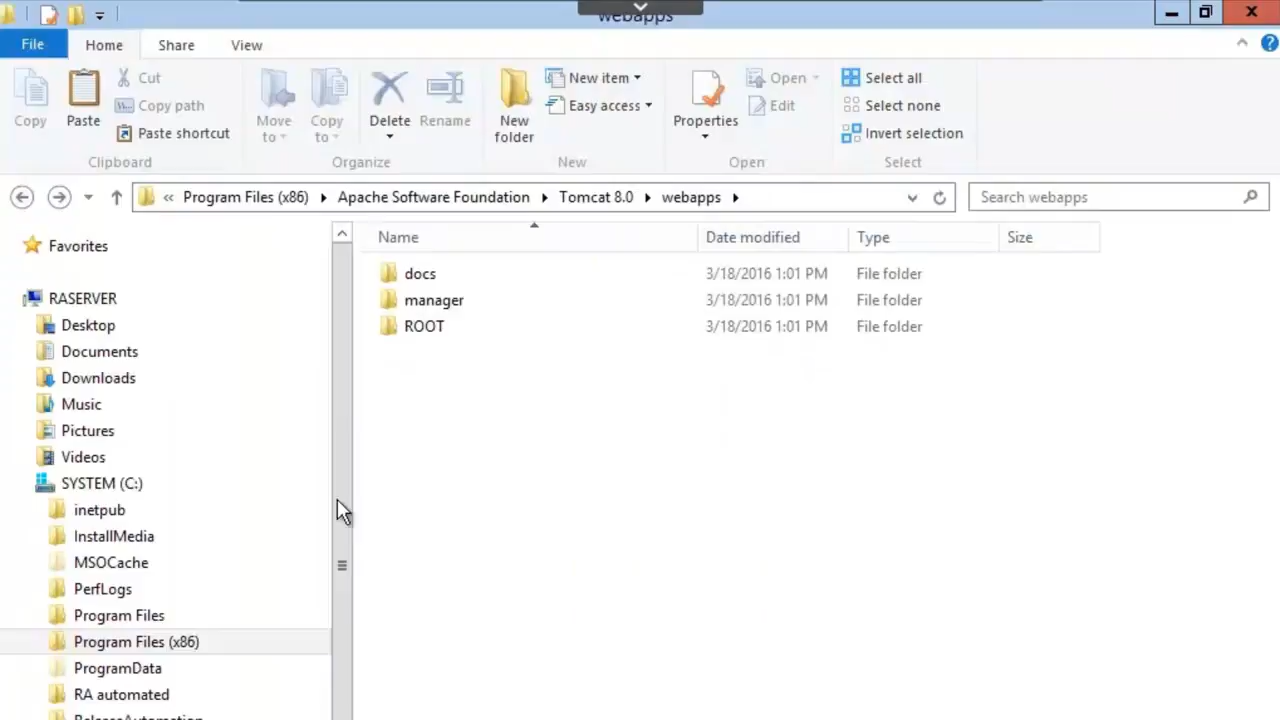 webapps
File Home Share View
Copy
Paste
Cut
Copy path
Paste shortcut
Clipboard
Move to
Copy to
Delete
Rename
Organize
New folder
New item
Easy access
New
Properties
Open
Edit
Open
Select all
Select none
Invert selection
Select
« Program Files (x86) Apache Software Foundation Tomcat 8.0 webapps
Search webapps
Favorites
RASERVER
Desktop
Documents
Downloads
Music
Pictures
Videos
SYSTEM (C:)
inetpub
InstallMedia
MSOCache
PerfLogs
Program Files
Program Files (x86)
ProgramData
RA automated
ReleaseAutomation
Name Date modified Type Size
docs 3/18/2016 1:01 PM File folder
manager 3/18/2016 1:01 PM File folder
ROOT 3/18/2016 1:01 PM File folder